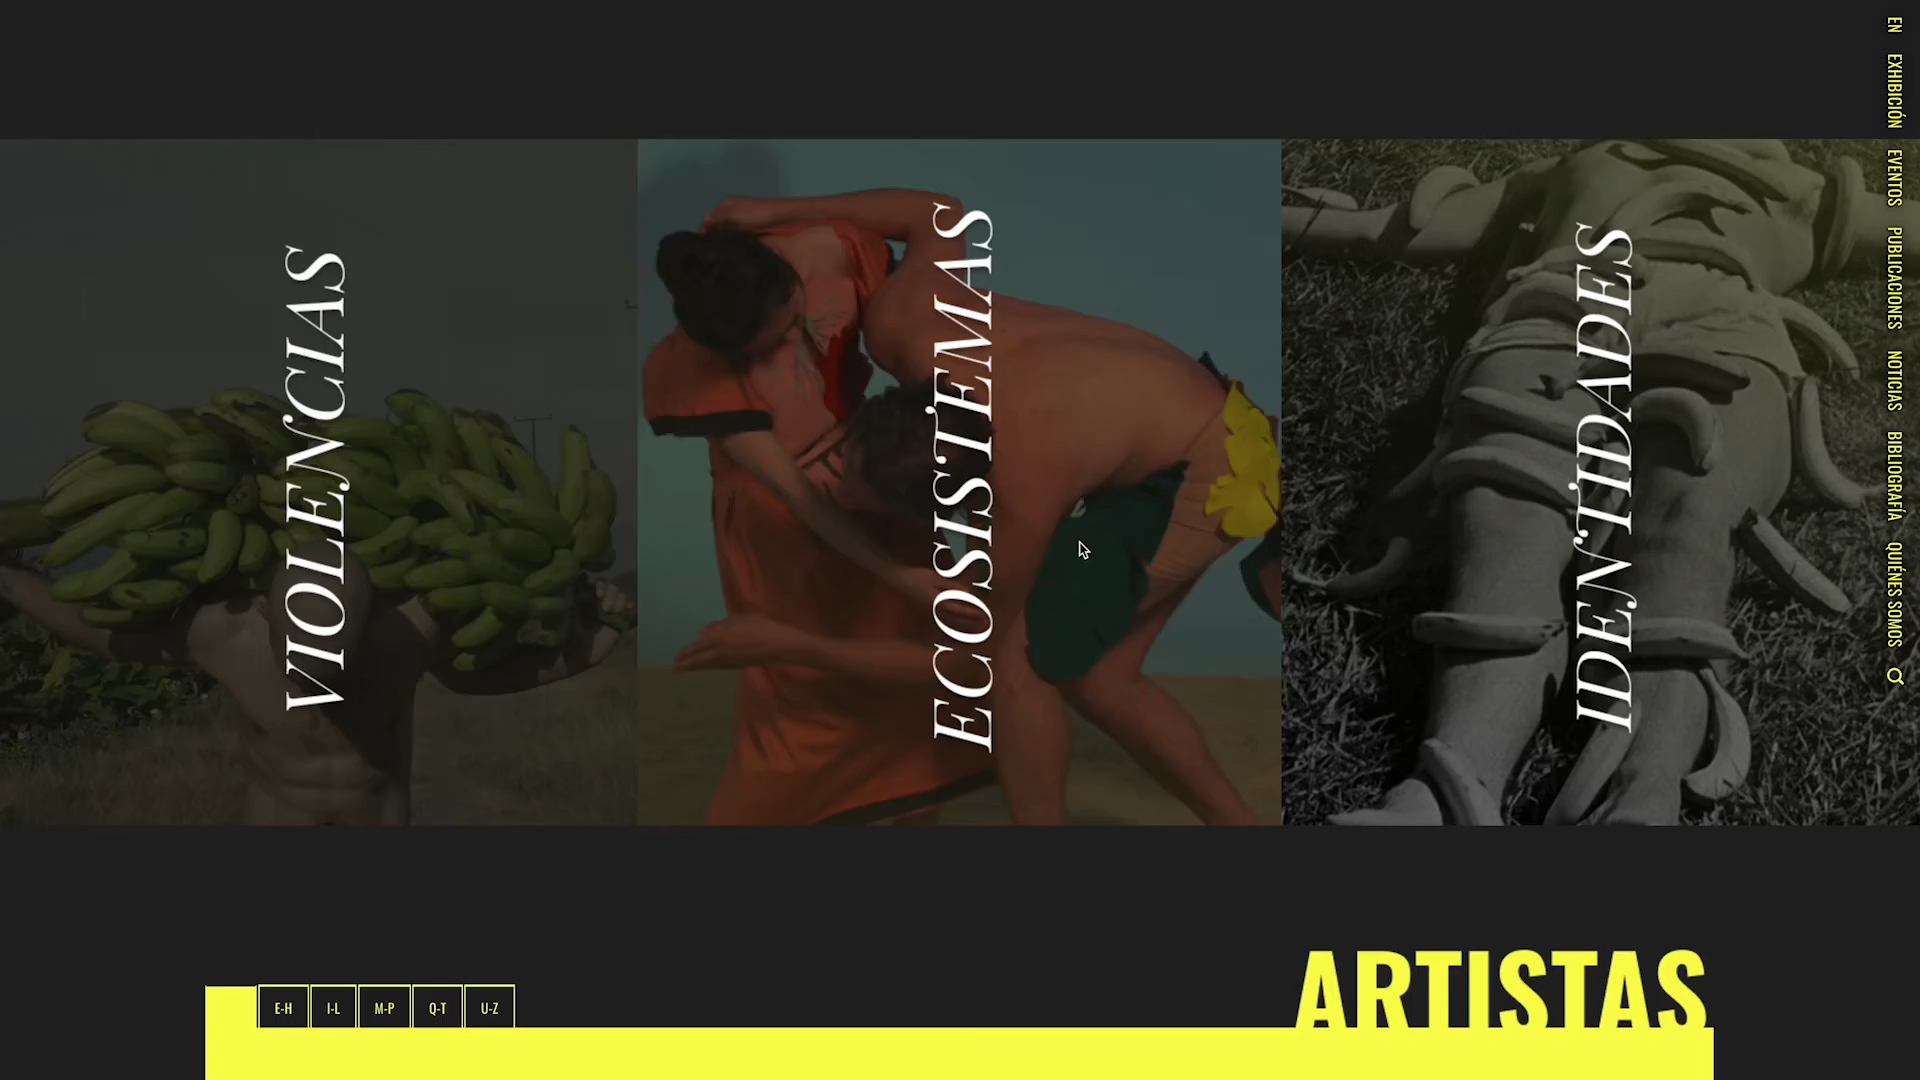 EN
EXHIBICIÓN
EVENTOS
PUBLICACIONES
NOTICIAS
BIBLIOGRAFÍA
QUIÉNES SOMOS
VIOLENCIAS
ECOSISTEMAS
IDENTIDADES
ARTISTAS
E-H
I-L
M-P
Q-T
U-Z